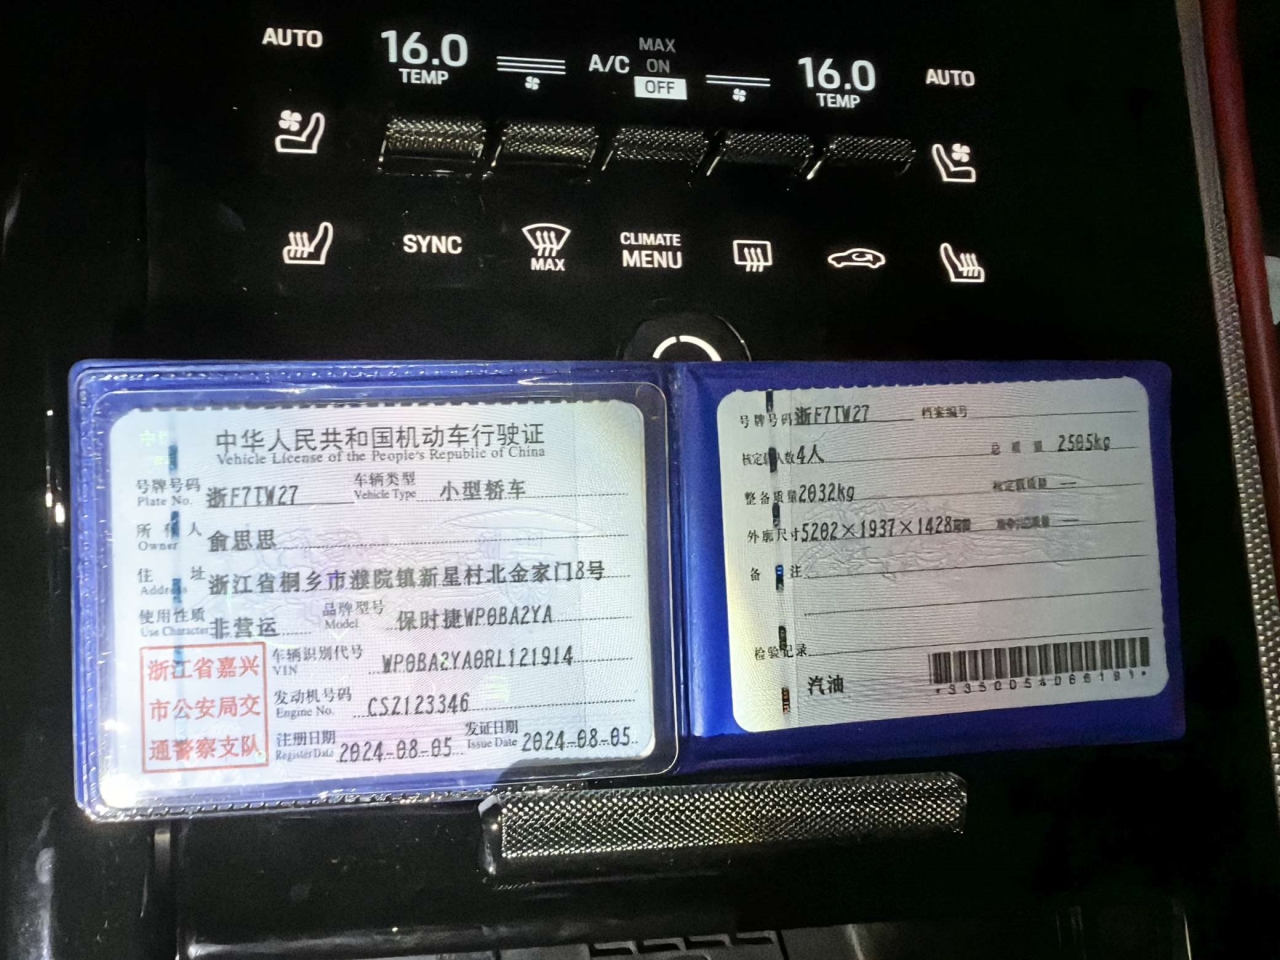 AUTO 16.0 TEMP A/C MAX ON OFF 16.0 TEMP AUTO
SYNC MAX CLIMATE MENU
中华人民共和国机动车行驶证
Vehicle License of the People's Republic of China
号牌号码 Plate No. 浙F7TW27 车辆类型 Vehicle Type 小型轿车
所有人 Owner 俞思思
住址 Address 浙江省桐乡市濮院镇新星村北金家门8号
使用性质 Use Character 非营运 品牌型号 Model 保时捷WP0BA2YA
浙江省嘉兴
市公安局交
通警察支队
车辆识别代号 VIN WP0BA2YA0RL121914
发动机号码 Engine No. CSZ123346
注册日期 Register Date 2024-08-05 发证日期 Issue Date 2024-08-05
号牌号码 浙F7TW27 档案编号
核定载人数 4人 总质量 2505kg
整备质量 2032kg 核定载质量 —
外廓尺寸 5202×1937×1428mm 准牵引总质量 —
备注
检验记录
汽油